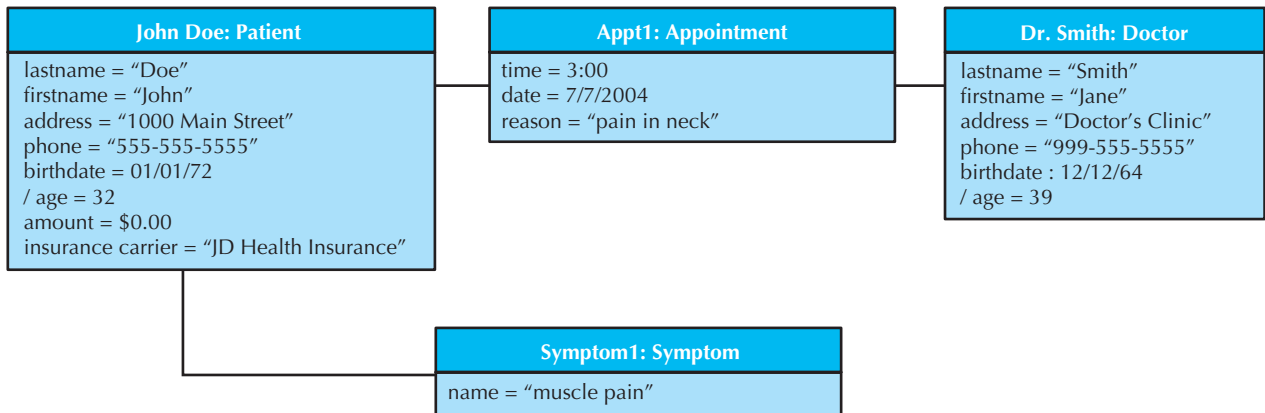 John Doe: Patient
lastname = “Doe”
firstname = “John”
address = “1000 Main Street”
phone = “555-555-5555”
birthdate = 01/01/72
/ age = 32
amount = $0.00
insurance carrier = “JD Health Insurance”
Appt1: Appointment
time = 3:00
date = 7/7/2004
reason = “pain in neck”
Dr. Smith: Doctor
lastname = “Smith”
firstname = “Jane”
address = “Doctor’s Clinic”
phone = “999-555-5555”
birthdate : 12/12/64
/ age = 39
Symptom1: Symptom
name = “muscle pain”